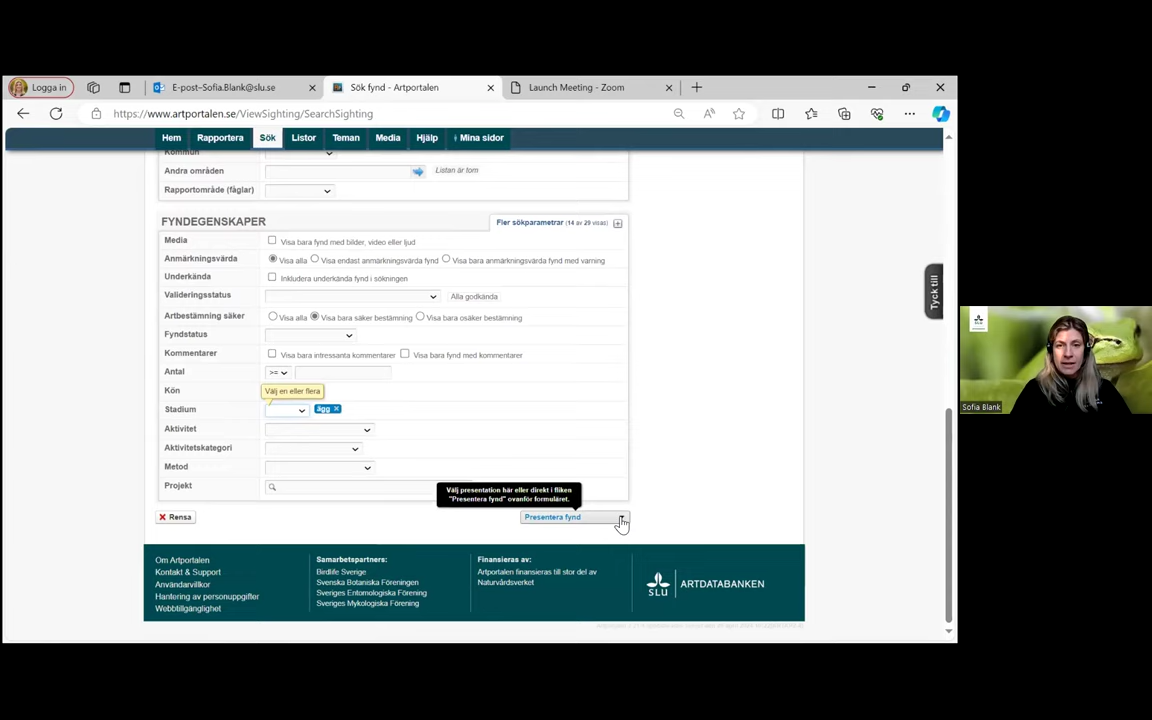 Logga in
E-post–Sofia.Blank@slu.se
Sök fynd - Artportalen
Launch Meeting - Zoom
https://www.artportalen.se/ViewSighting/SearchSighting
Hem Rapportera Sök Listor Teman Media Hjälp Mina sidor
Kommun
Andra områden Listan är tom
Rapportområde (fåglar)
FYNDEGENSKAPER Fler sökparametrar (14 av 29 visas)
Media Visa bara fynd med bilder, video eller ljud
Anmärkningsvärda Visa alla Visa endast anmärkningsvärda fynd Visa bara anmärkningsvärda fynd med varning
Underkända Inkludera underkända fynd i sökningen
Valideringsstatus Alla godkända
Artbestämning säker Visa alla Visa bara säker bestämning Visa bara osäker bestämning
Fyndstatus
Kommentarer Visa bara intressanta kommentarer Visa bara fynd med kommentarer
Antal >=
Kön Välj en eller flera
Stadium ägg
Aktivitet
Aktivitetskategori
Metod
Projekt
Välj presentation här eller direkt i fliken
"Presentera fynd" ovanför formuläret.
Rensa Presentera fynd
Om Artportalen
Kontakt & Support
Användarvillkor
Hantering av personuppgifter
Webbtillgänglighet
Samarbetspartners:
Birdlife Sverige
Svenska Botaniska Föreningen
Sveriges Entomologiska Förening
Sveriges Mykologiska Förening
Finansieras av:
Artportalen finansieras till stor del av
Naturvårdsverket
SLU ARTDATABANKEN
Tyck till
SLU
Sofia Blank